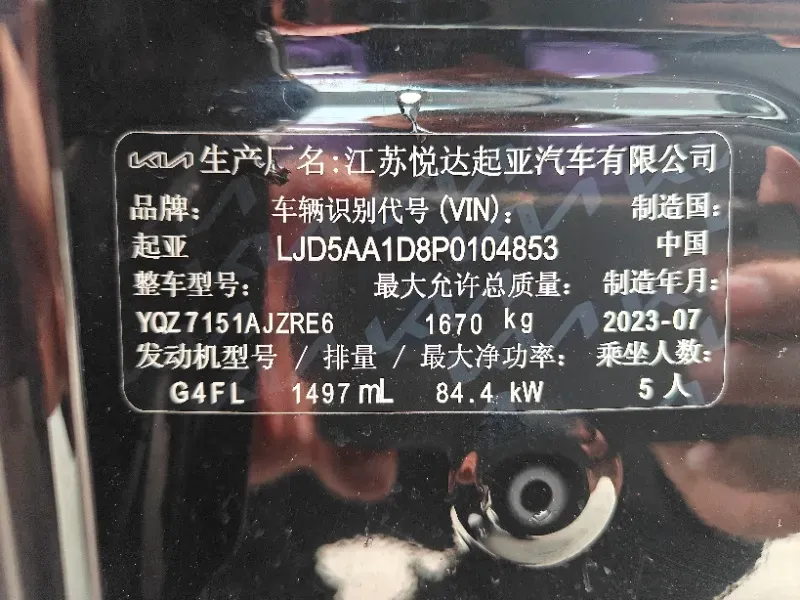 KIA 生产厂名:江苏悦达起亚汽车有限公司
品牌: 车辆识别代号(VIN): 制造国:
起亚 LJD5AA1D8P0104853 中国
整车型号: 最大允许总质量: 制造年月:
YQZ7151AJZRE6 1670 kg 2023-07
发动机型号 / 排量 / 最大净功率: 乘坐人数:
G4FL 1497 mL 84.4 kW 5 人